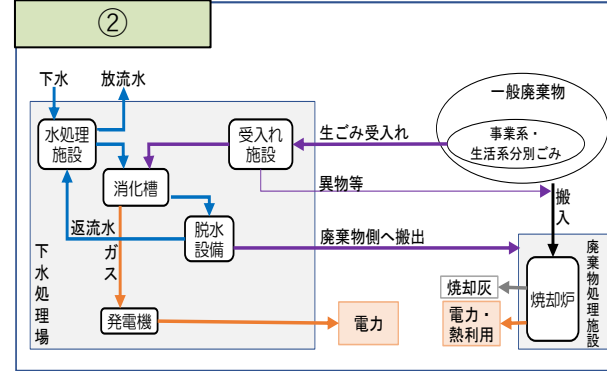 ②
下水
放流水
一般廃棄物
水処理
施設
受入れ
施設
生ごみ受入れ
事業系・
生活系分別ごみ
消化槽
異物等
搬入
返流水
脱水
設備
廃棄物側へ搬出
ガス
下水処理場
発電機
電力
焼却灰
電力・
熱利用
焼却炉
廃棄物処理施設